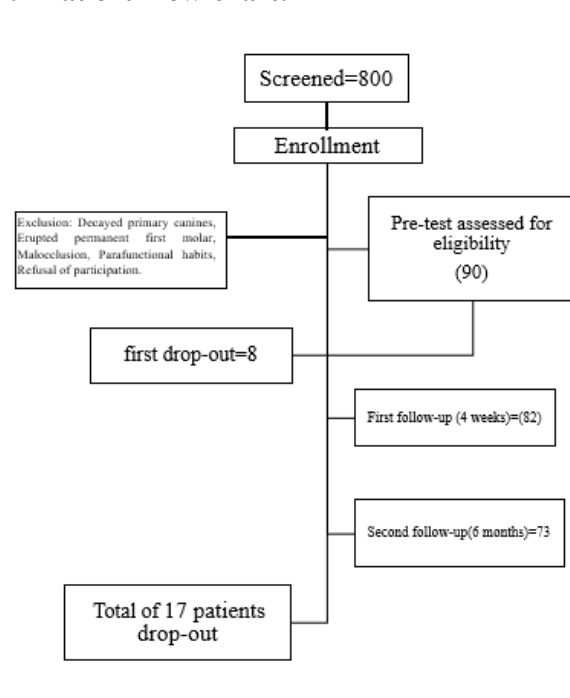 Screened=800
Enrollment
Exclusion: Decayed primary canines,
Erupted permanent first molar,
Malocclusion, Parafunctional habits,
Refusal of participation.
Pre-test assessed for
eligibility
(90)
first drop-out=8
First follow-up (4 weeks)=(82)
Second follow-up(6 months)=73
Total of 17 patients
drop-out